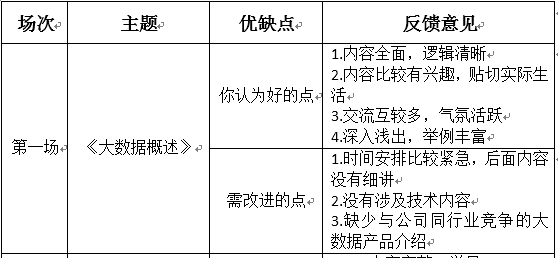 场次 主题 优缺点 反馈意见
第一场 《大数据概述》 你认为好的点 1.内容全面，逻辑清晰
2.内容比较有兴趣，贴切实际生
活
3.交流互较多，气氛活跃
4.深入浅出，举例丰富
需改进的点 1.时间安排比较紧急，后面内容
没有细讲
2.没有涉及技术内容
3.缺少与公司同行业竞争的大
数据产品介绍